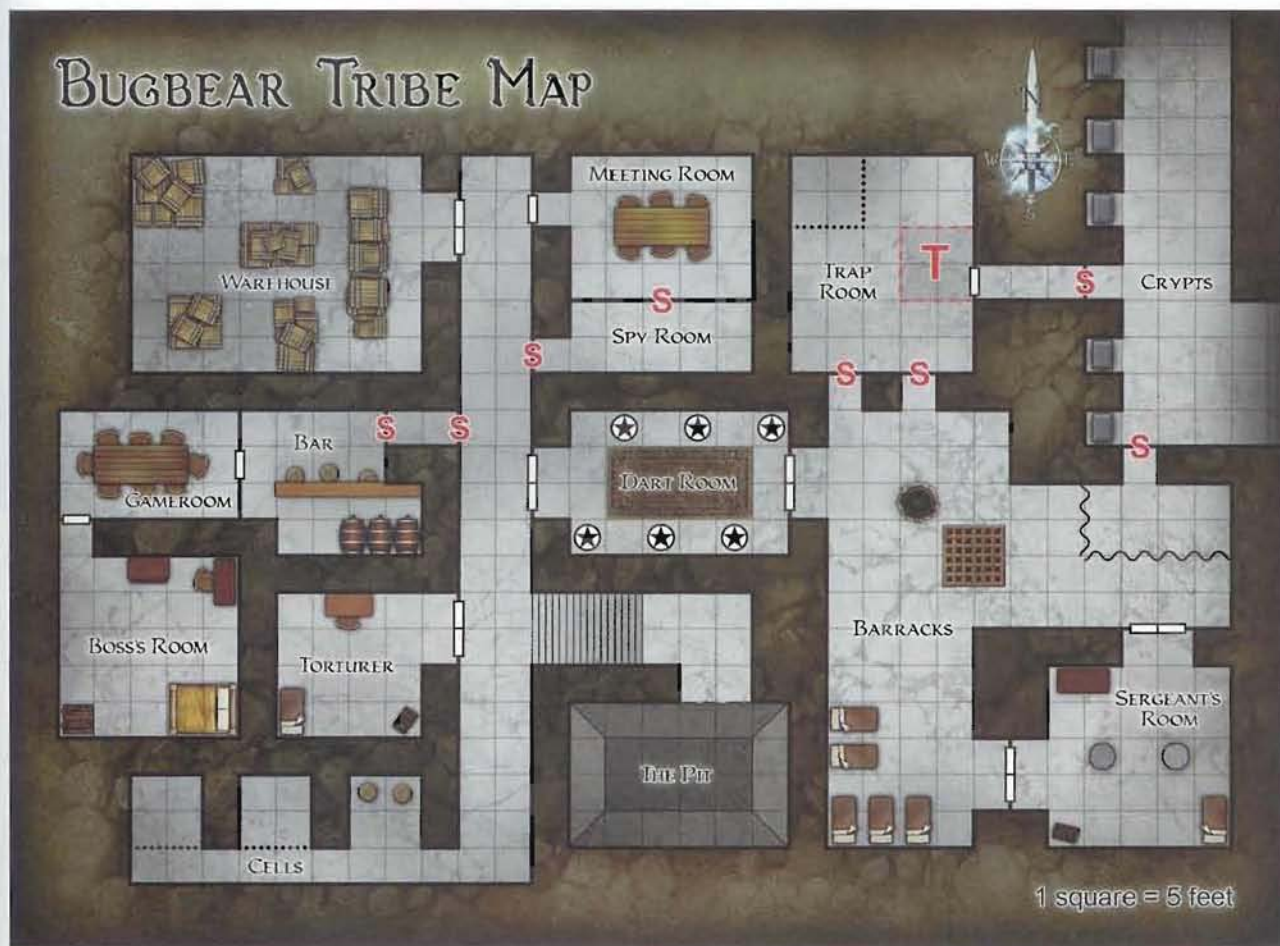 Bugbear Tribe Map
N
W E
S
Meeting Room
Warehouse
S
Spy Room
S
Trap
Room
T
S
Crypts
S
S
Bar
S
S
Gameroom
Dart Room
S
Boss's Room
Torturer
Barracks
Sergeant's
Room
The Pit
Cells
1 square = 5 feet